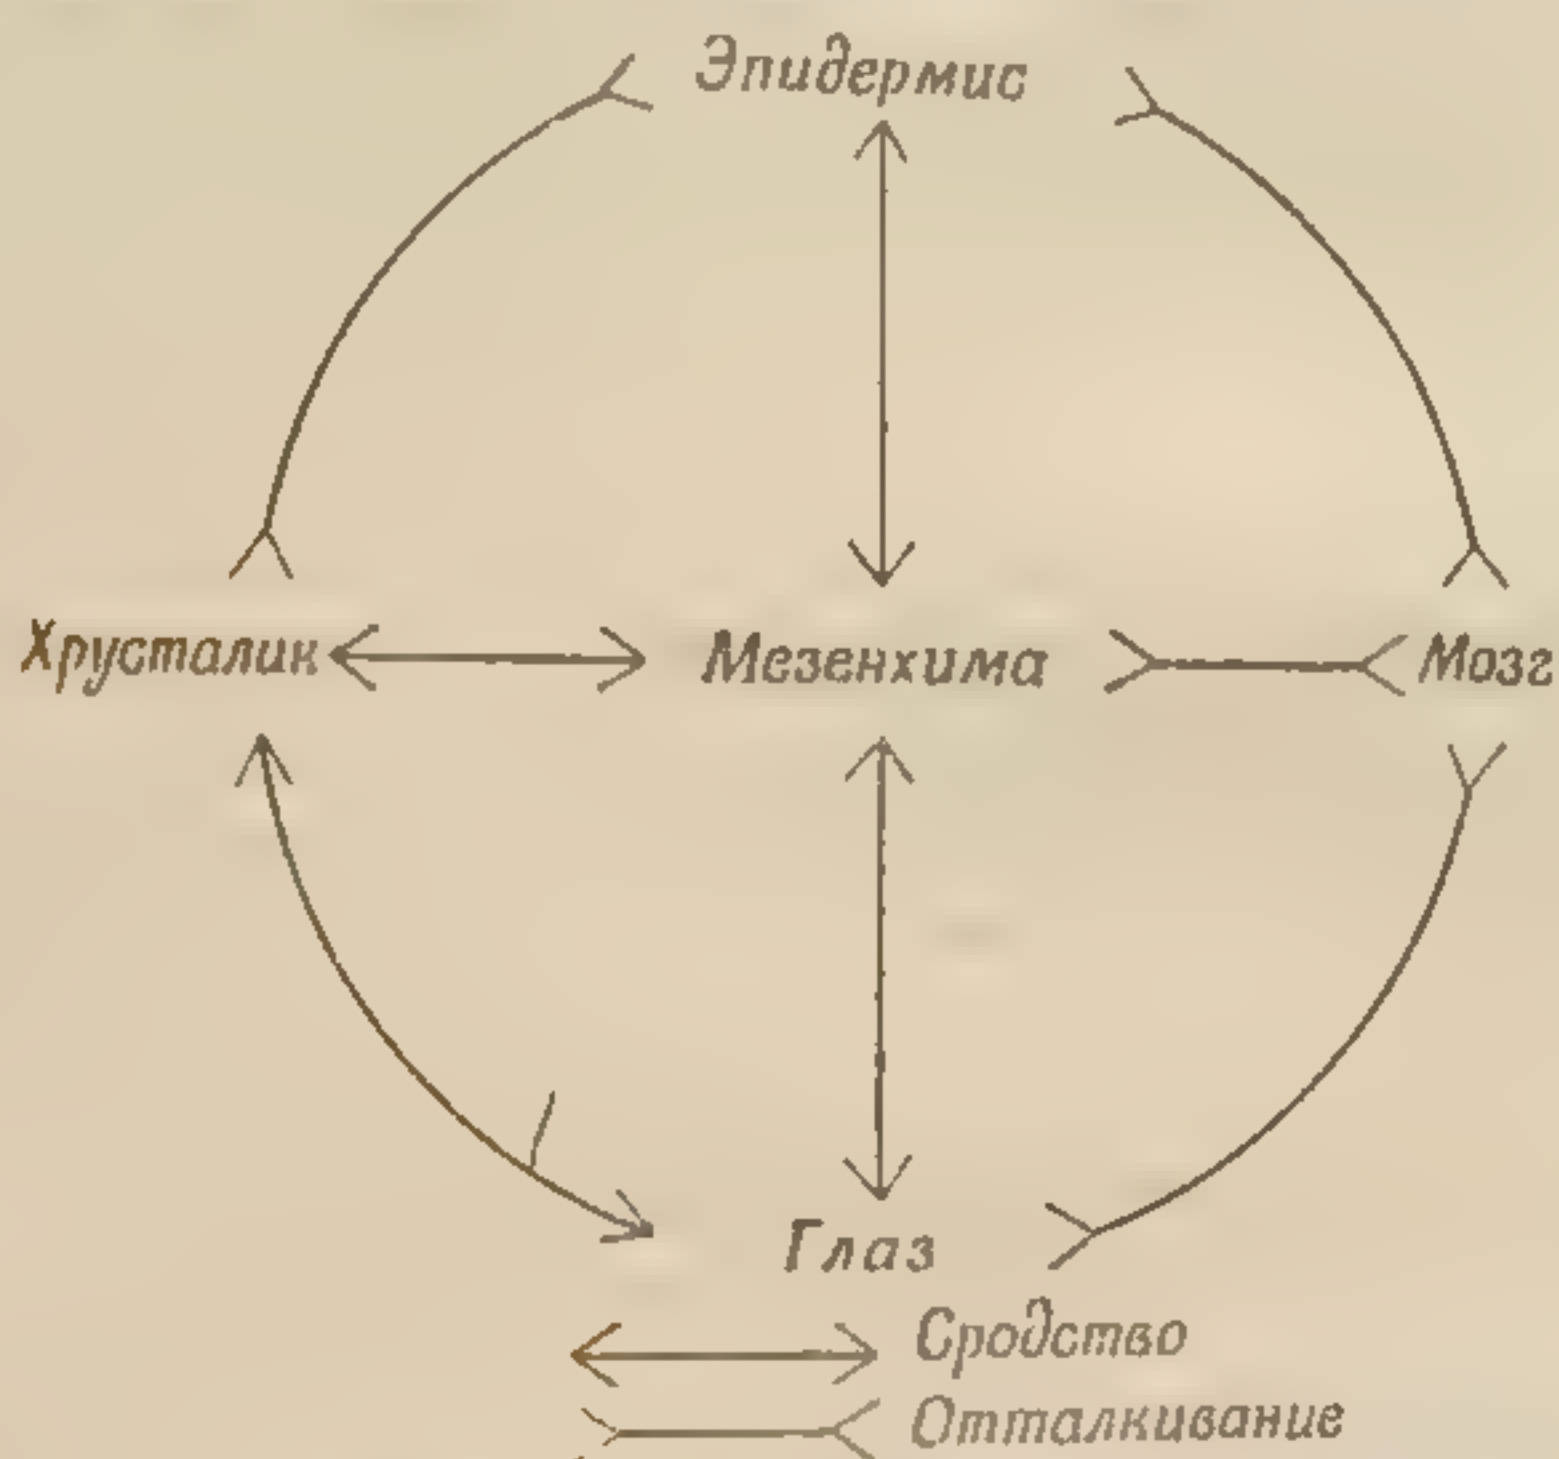 Эпидермис
Хрусталик Мезенхима Мозг
Глаз
Сродство
Отталкивание